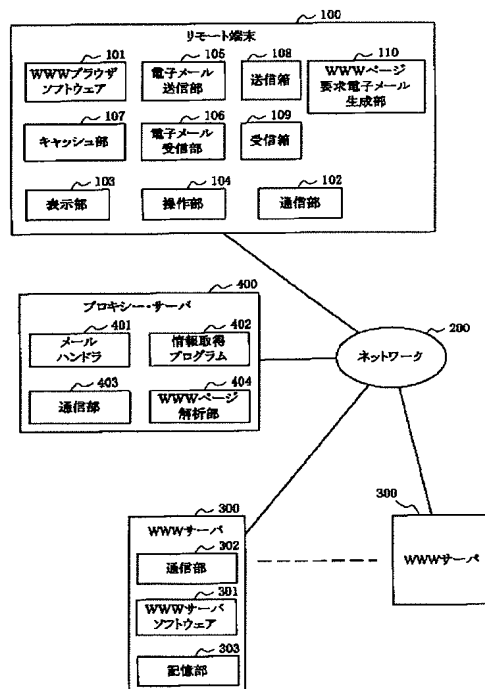 100
リモート端末
101
WWWブラウザ
ソフトウェア
105
電子メール
送信部
108
送信箱
110
WWWページ
要求電子メール
生成部
107
キャッシュ部
106
電子メール
受信部
109
受信箱
103
表示部
104
操作部
102
通信部
400
プロキシー・サーバ
401
メール
ハンドラ
402
情報取得
プログラム
403
通信部
404
WWWページ
解析部
200
ネットワーク
300
WWWサーバ
302
通信部
301
WWWサーバ
ソフトウェア
303
記憶部
300
WWWサーバ